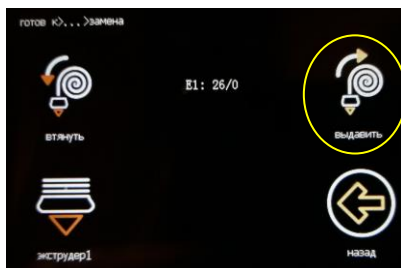 готов к>...>замена
E1: 26/0
втянуть
выдавить
экструдер1
назад